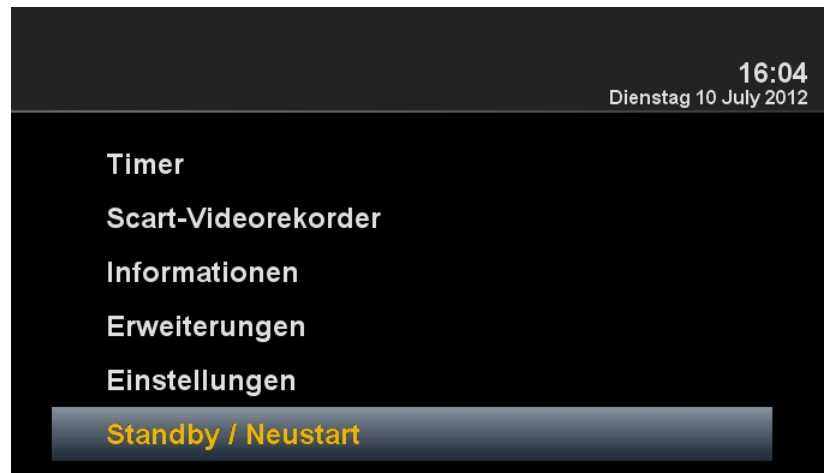 16:04
Dienstag 10 July 2012
Timer
Scart-Videorekorder
Informationen
Erweiterungen
Einstellungen
Standby / Neustart